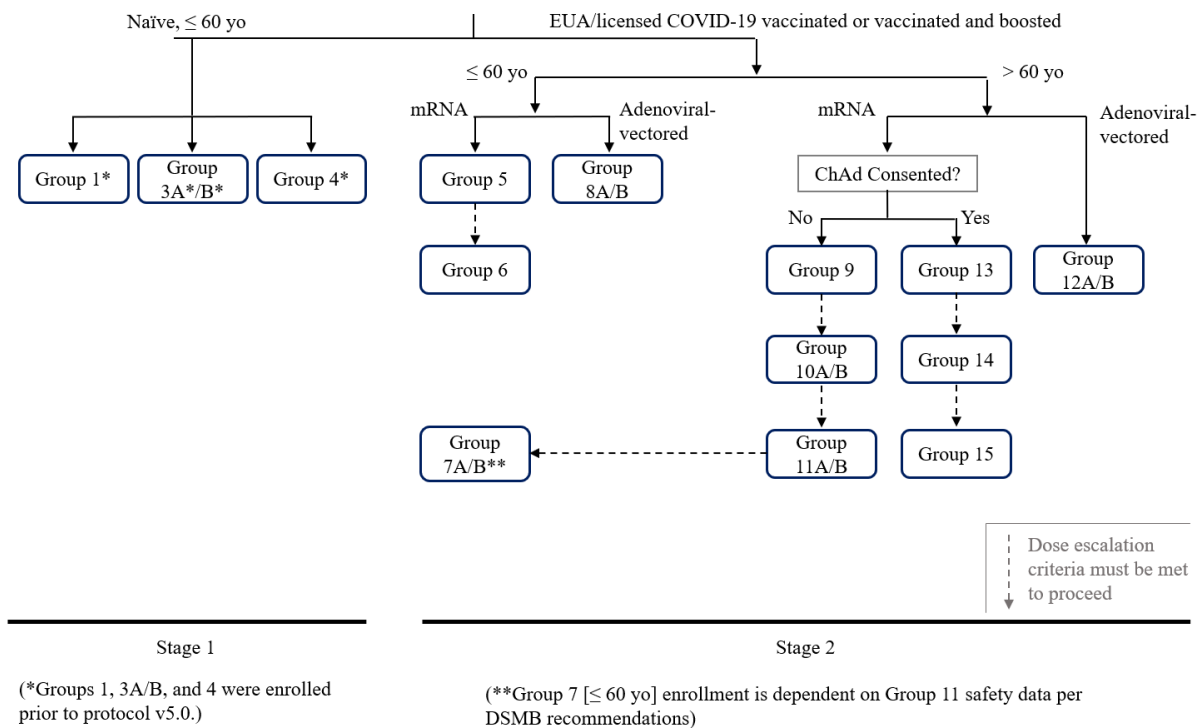 Naïve, ≤ 60 yo
EUA/licensed COVID-19 vaccinated or vaccinated and boosted
≤ 60 yo
> 60 yo
mRNA
Adenoviral-
vectored
mRNA
Adenoviral-
vectored
Group 1*
Group
3A*/B*
Group 4*
Group 5
Group
8A/B
ChAd Consented?
No
Yes
Group 6
Group 9
Group 13
Group
12A/B
Group
10A/B
Group 14
Group
7A/B**
Group
11A/B
Group 15
Dose escalation
criteria must be met
to proceed
Stage 1
Stage 2
(*Groups 1, 3A/B, and 4 were enrolled
prior to protocol v5.0.)
(**Group 7 [≤ 60 yo] enrollment is dependent on Group 11 safety data per
DSMB recommendations)